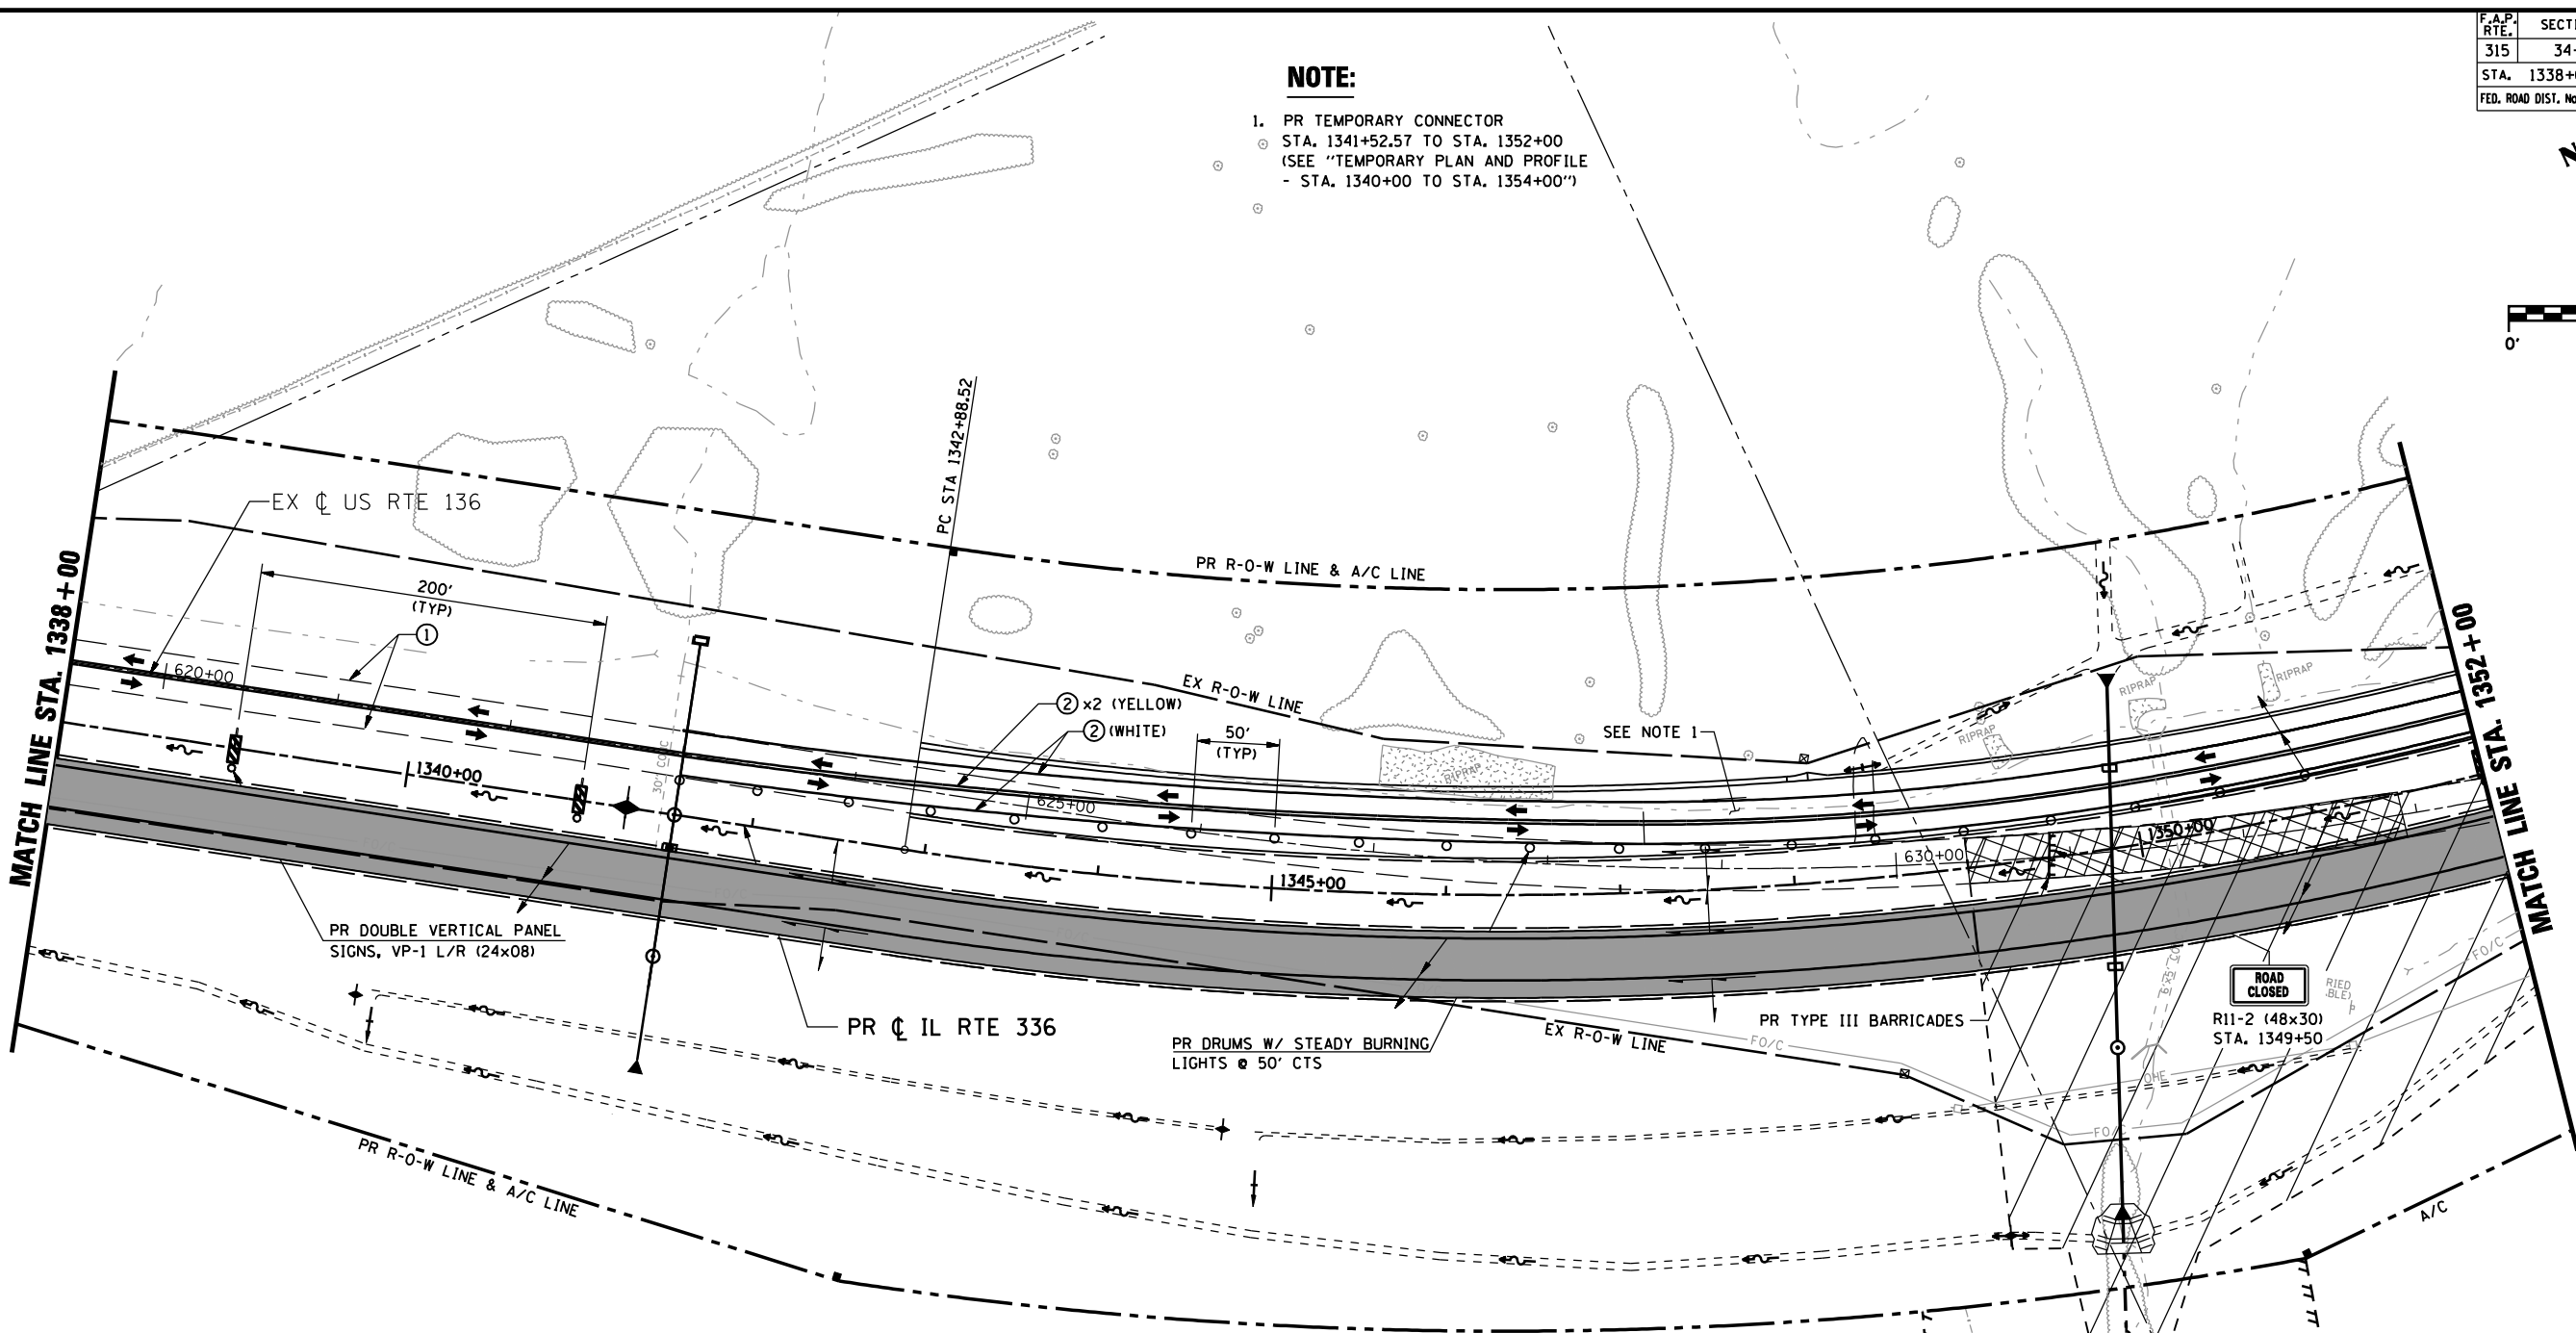 F.A.P.
RTE.
315
STA. 1338+
FED. ROAD DIST. No
NOTE:
1. PR TEMPORARY CONNECTOR
STA. 1341+52.57 TO STA. 1352+00
(SEE "TEMPORARY PLAN AND PROFILE
- STA. 1340+00 TO STA. 1354+00")
0'
PC STA 1342+88.52
EX ℄ US RTE 136
MATCH LINE STA. 1338+00
200'
(TYP)
1
620+00
PR R-O-W LINE & A/C LINE
EX R-O-W LINE
2 x2 (YELLOW)
2 (WHITE)
50'
(TYP)
SEE NOTE 1
RIPRAP
RIPRAP
RIPRAP
RIPRAP
MATCH LINE STA. 1352+00
1340+00
625+00
1345+00
630+00
1350+00
PR DOUBLE VERTICAL PANEL
SIGNS, VP-1 L/R (24x08)
PR ℄ IL RTE 336
PR DRUMS W/ STEADY BURNING
LIGHTS @ 50' CTS
EX R-O-W LINE
FO/C
PR TYPE III BARRICADES
ROAD
CLOSED
R11-2 (48x30)
STA. 1349+50
FO/C
OHE
FO/C
PR R-O-W LINE & A/C LINE
A/C